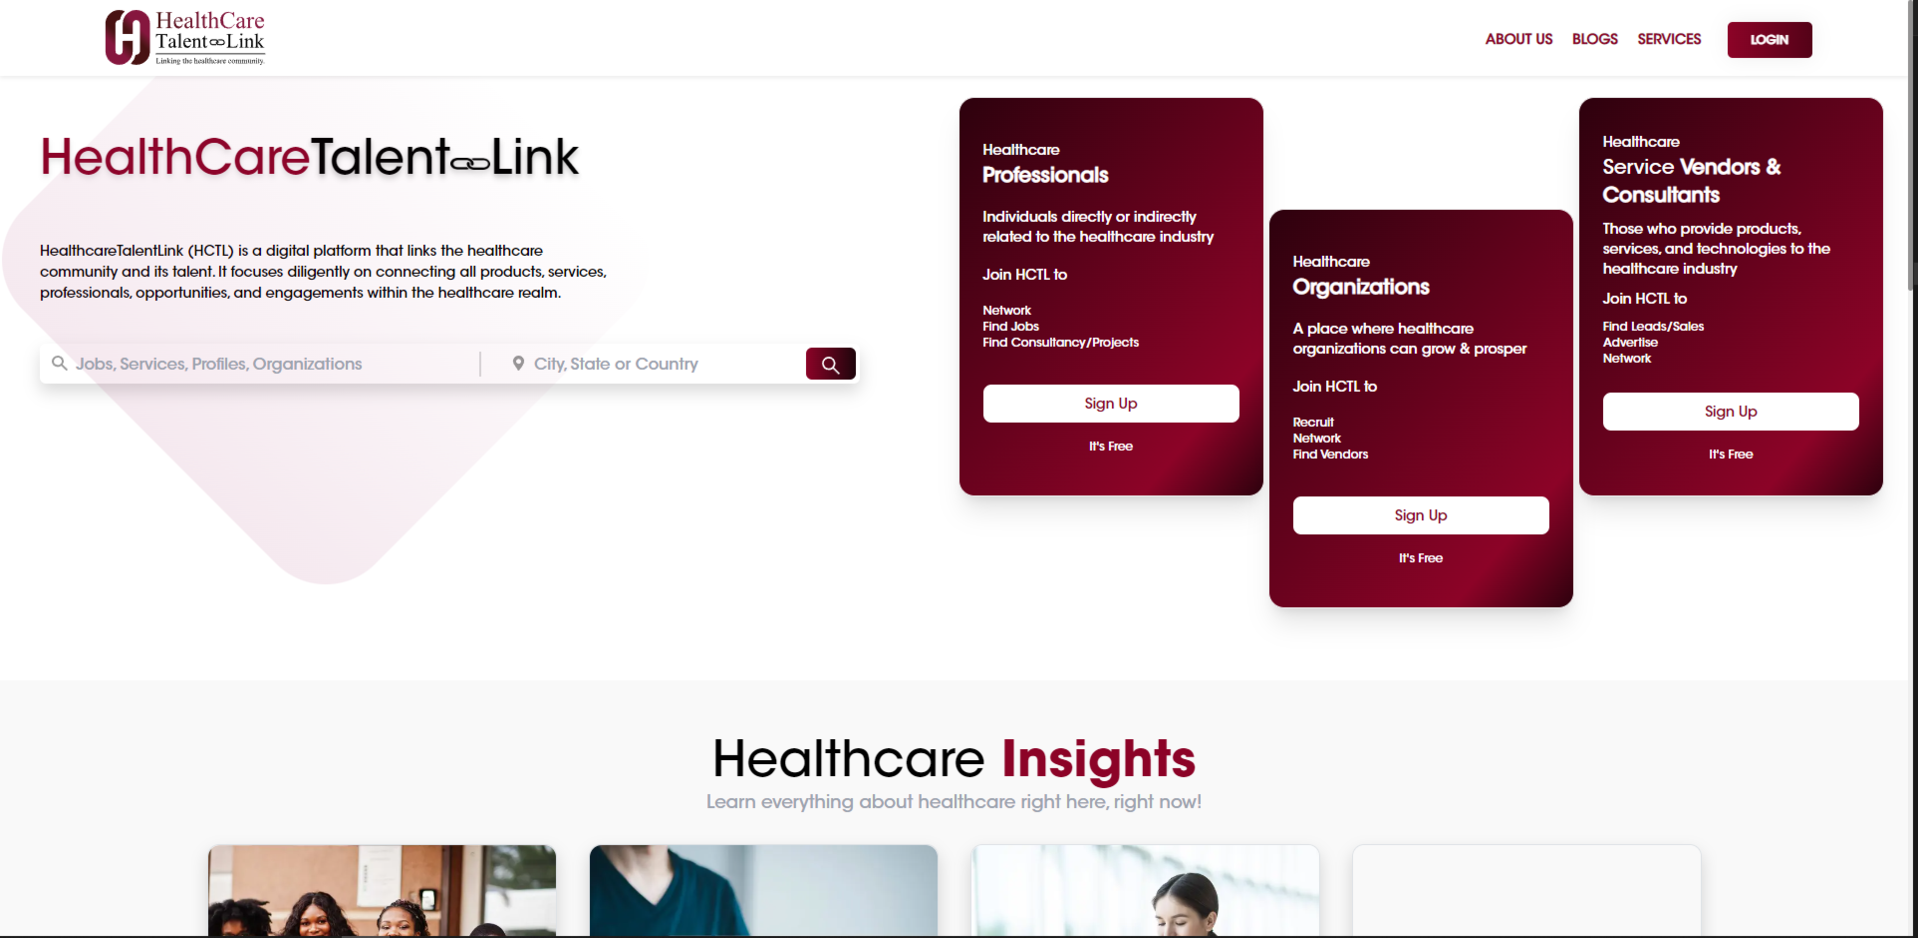 HealthCare
Talent Link
Linking the healthcare community.
ABOUT US
BLOGS
SERVICES
LOGIN
HealthCareTalent Link
HealthcareTalentLink (HCTL) is a digital platform that links the healthcare
community and its talent. It focuses diligently on connecting all products, services,
professionals, opportunities, and engagements within the healthcare realm.
Jobs, Services, Profiles, Organizations
City, State or Country
Healthcare
Professionals
Individuals directly or indirectly
related to the healthcare industry
Join HCTL to
Network
Find Jobs
Find Consultancy/Projects
Sign Up
It's Free
Healthcare
Organizations
A place where healthcare
organizations can grow & prosper
Join HCTL to
Recruit
Network
Find Vendors
Sign Up
It's Free
Healthcare
Service Vendors &
Consultants
Those who provide products,
services, and technologies to the
healthcare industry
Join HCTL to
Find Leads/Sales
Advertise
Network
Sign Up
It's Free
Healthcare Insights
Learn everything about healthcare right here, right now!